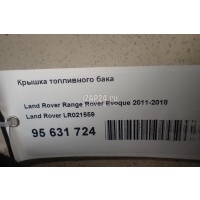 Крышка топливного бака
Land Rover Range Rover Evoque 2011-2018
Land Rover LR021559
95 631 724